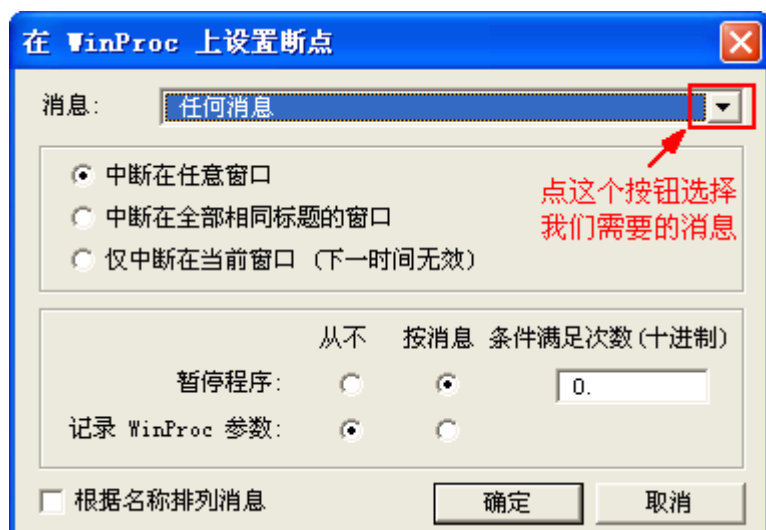 在 WinProc 上设置断点
消息: 任何消息
中断在任意窗口
点这个按钮选择
中断在全部相同标题的窗口
我们需要的消息
仅中断在当前窗口 (下一时间无效)
从不 按消息 条件满足次数(十进制)
暂停程序: 0.
记录 WinProc 参数:
根据名称排列消息 确定 取消